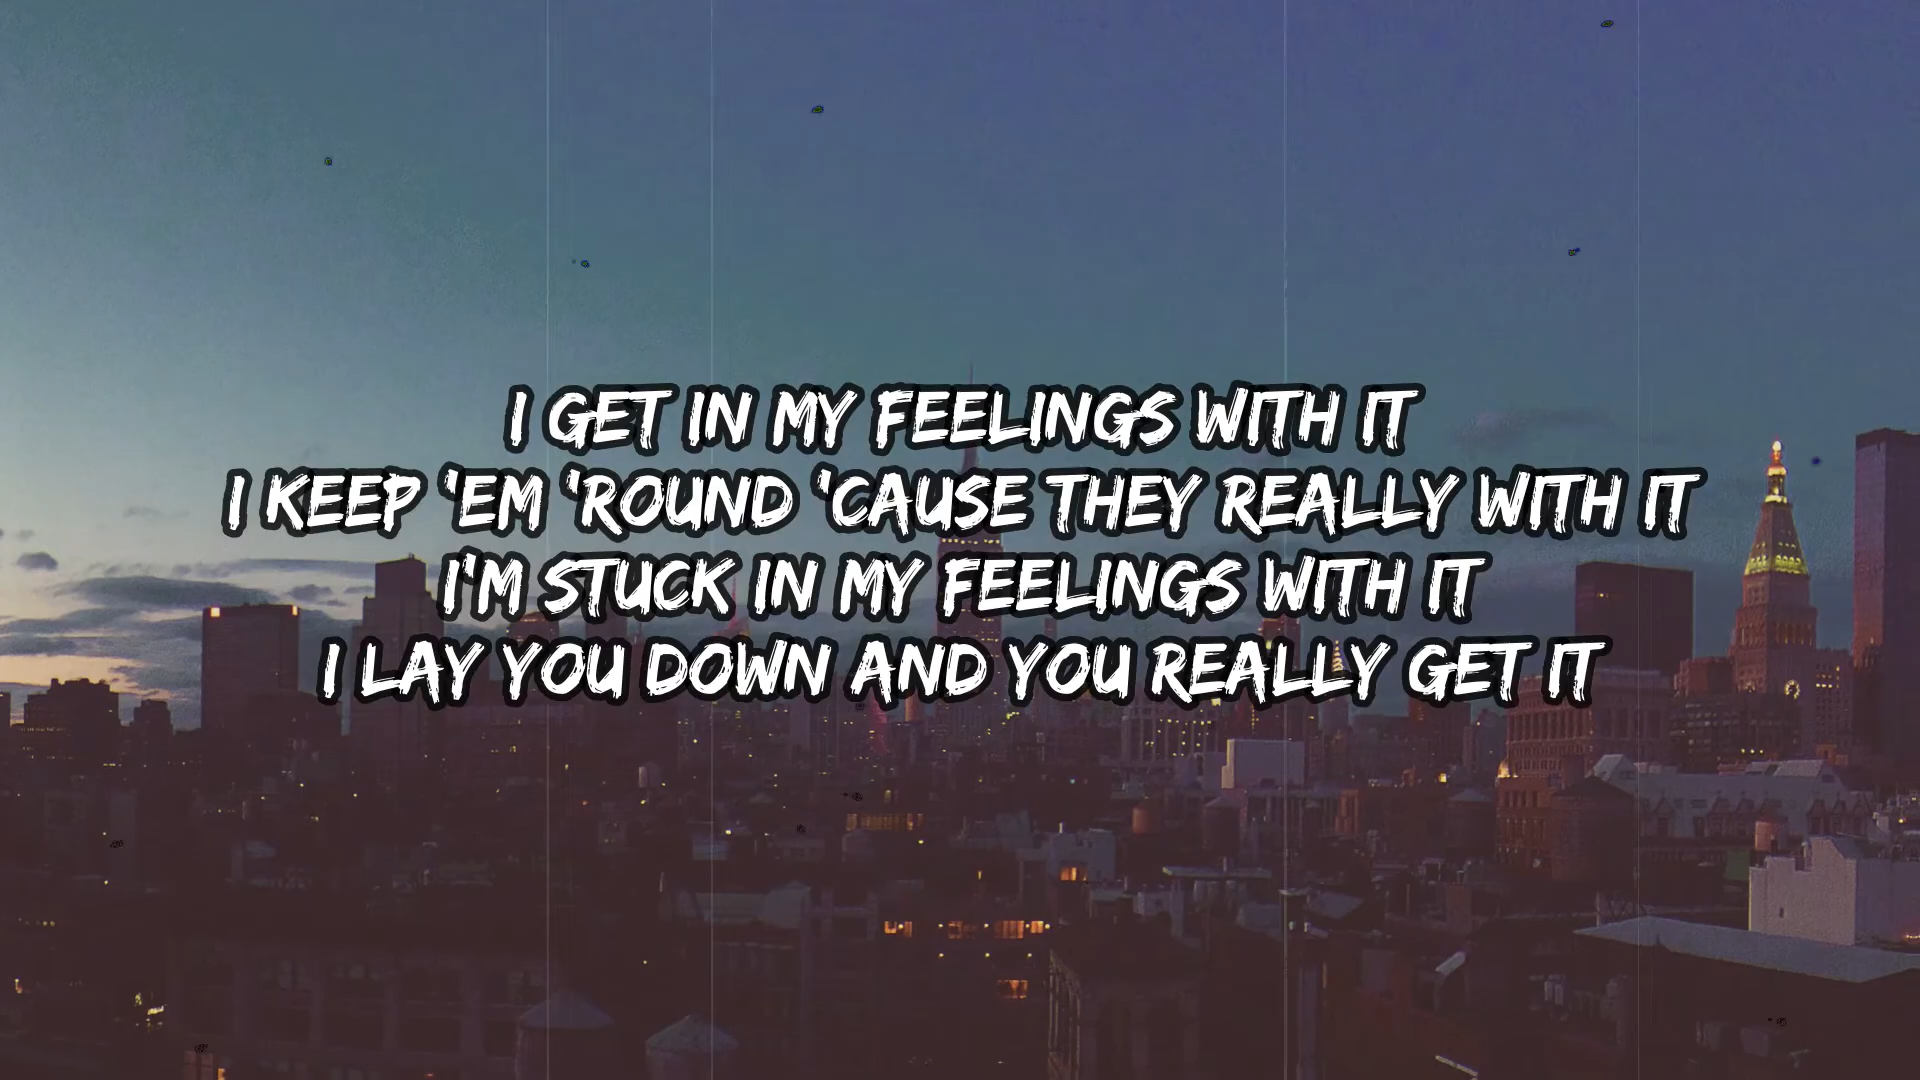 I GET IN MY FEELINGS WITH IT
I KEEP 'EM 'ROUND 'CAUSE THEY REALLY WITH IT
I'M STUCK IN MY FEELINGS WITH IT
I LAY YOU DOWN AND YOU REALLY GET IT